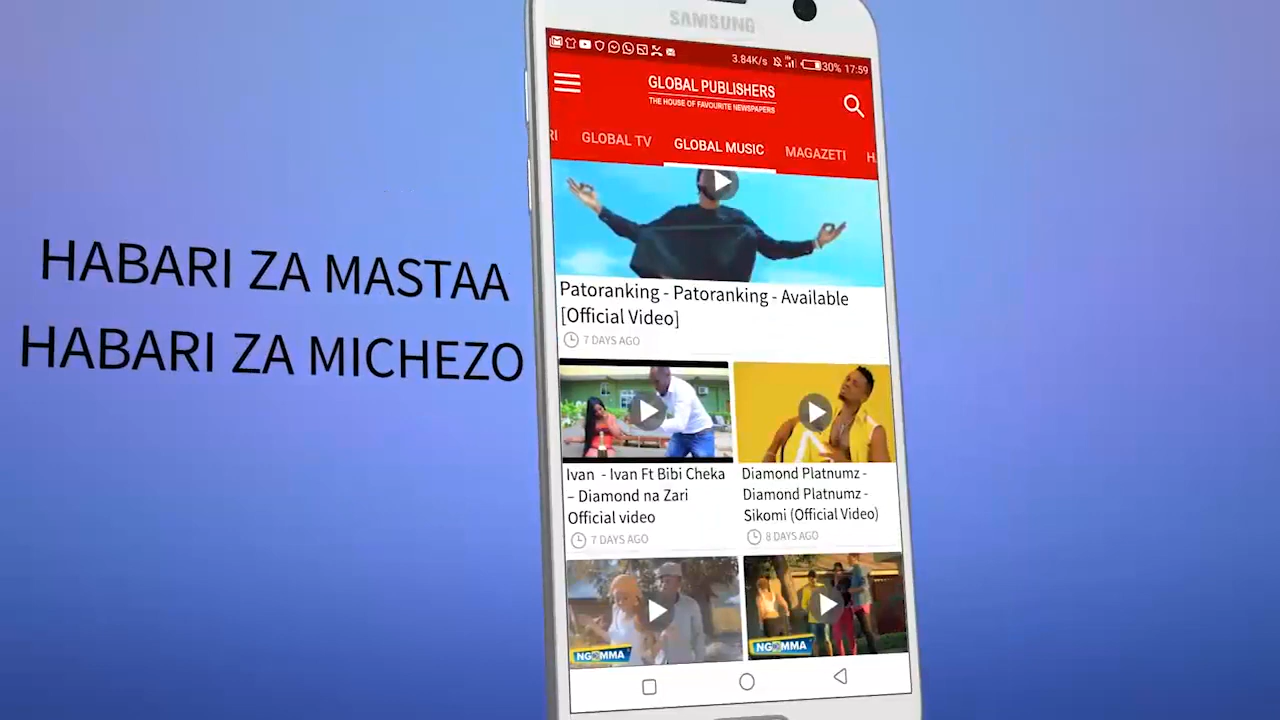 HABARI ZA MASTAA
HABARI ZA MICHEZO
SAMSUNG
3.84K/s 30% 17:59
GLOBAL PUBLISHERS
THE HOUSE OF FAVOURITE NEWSPAPERS
RI GLOBAL TV GLOBAL MUSIC MAGAZETI H
Patoranking - Patoranking - Available
[Official Video]
7 DAYS AGO
Ivan - Ivan Ft Bibi Cheka
– Diamond na Zari
Official video
7 DAYS AGO
Diamond Platnumz -
Diamond Platnumz -
Sikomi (Official Video)
8 DAYS AGO
NGOMMA
NGOMMA